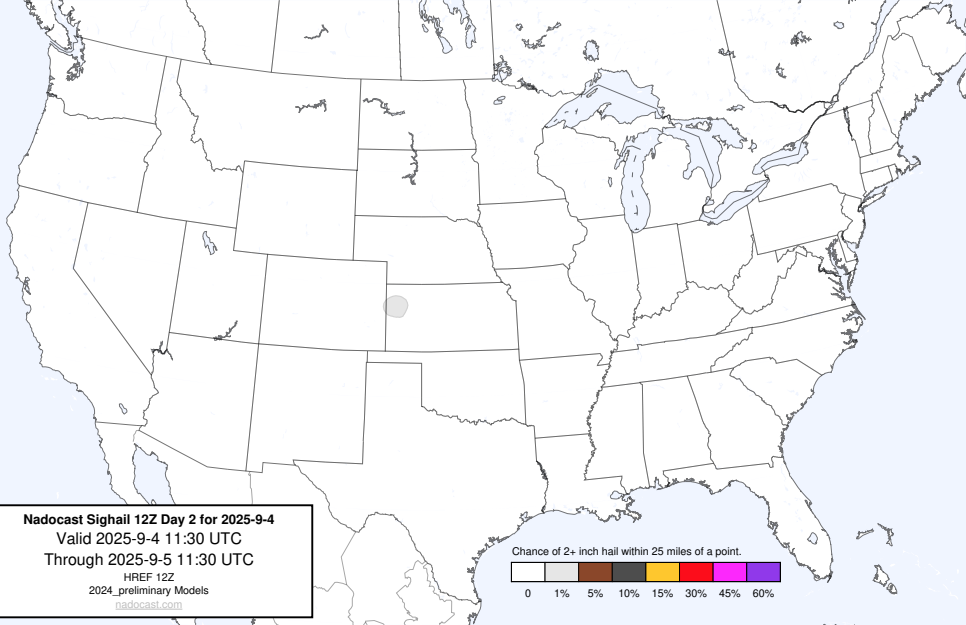 Nadocast Sighail 12Z Day 2 for 2025-9-4
Valid 2025-9-4 11:30 UTC
Through 2025-9-5 11:30 UTC
HREF 12Z
2024_preliminary Models
nadocast.com
Chance of 2+ inch hail within 25 miles of a point.
0 1% 5% 10% 15% 30% 45% 60%